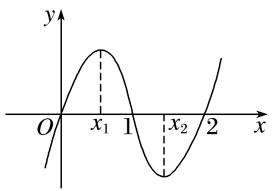 y
O x₁ 1 x₂ 2 x